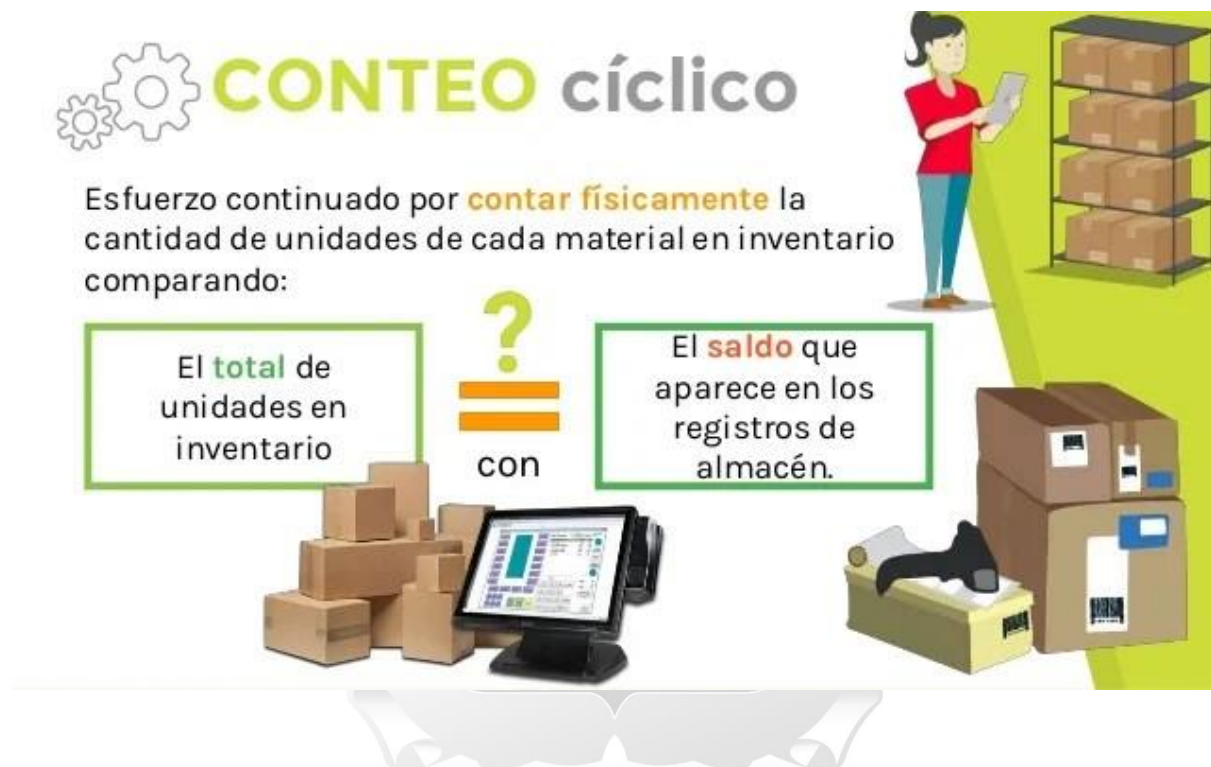 CONTEO cíclico
Esfuerzo continuado por contar físicamente la
cantidad de unidades de cada material en inventario
comparando:
El total de
unidades en
inventario
?
=
con
El saldo que
aparece en los
registros de
almacén.